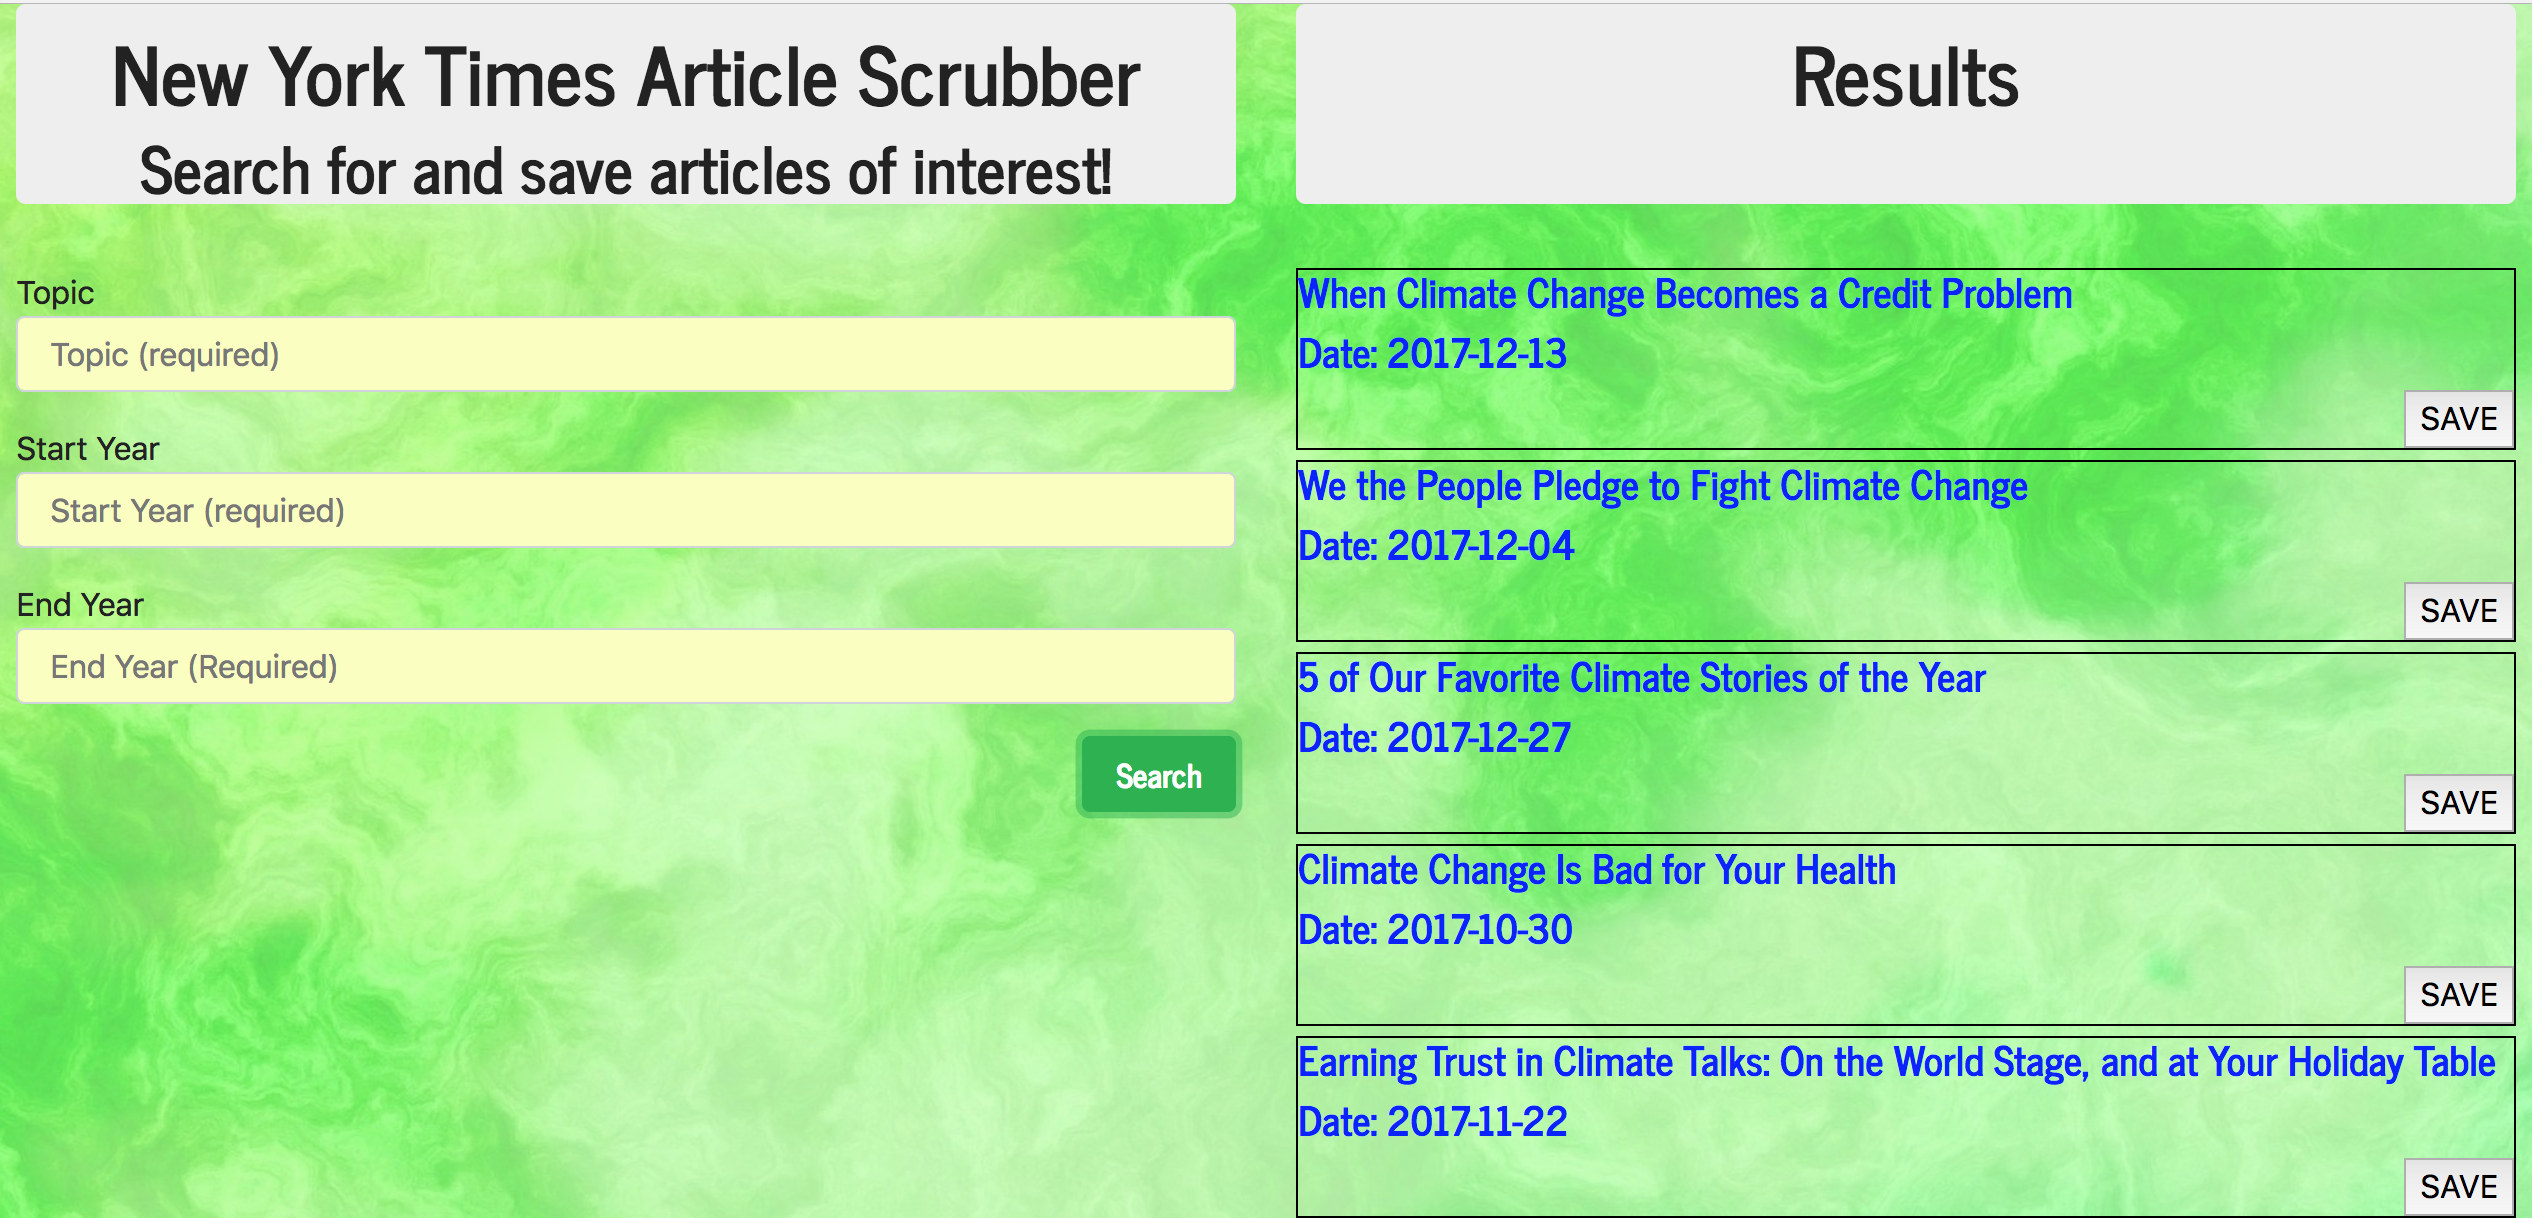 New York Times Article Scrubber
Search for and save articles of interest!
Topic
Topic (required)
Start Year
Start Year (required)
End Year
End Year (Required)
Search
Results
When Climate Change Becomes a Credit Problem
Date: 2017-12-13
SAVE
We the People Pledge to Fight Climate Change
Date: 2017-12-04
SAVE
5 of Our Favorite Climate Stories of the Year
Date: 2017-12-27
SAVE
Climate Change Is Bad for Your Health
Date: 2017-10-30
SAVE
Earning Trust in Climate Talks: On the World Stage, and at Your Holiday Table
Date: 2017-11-22
SAVE